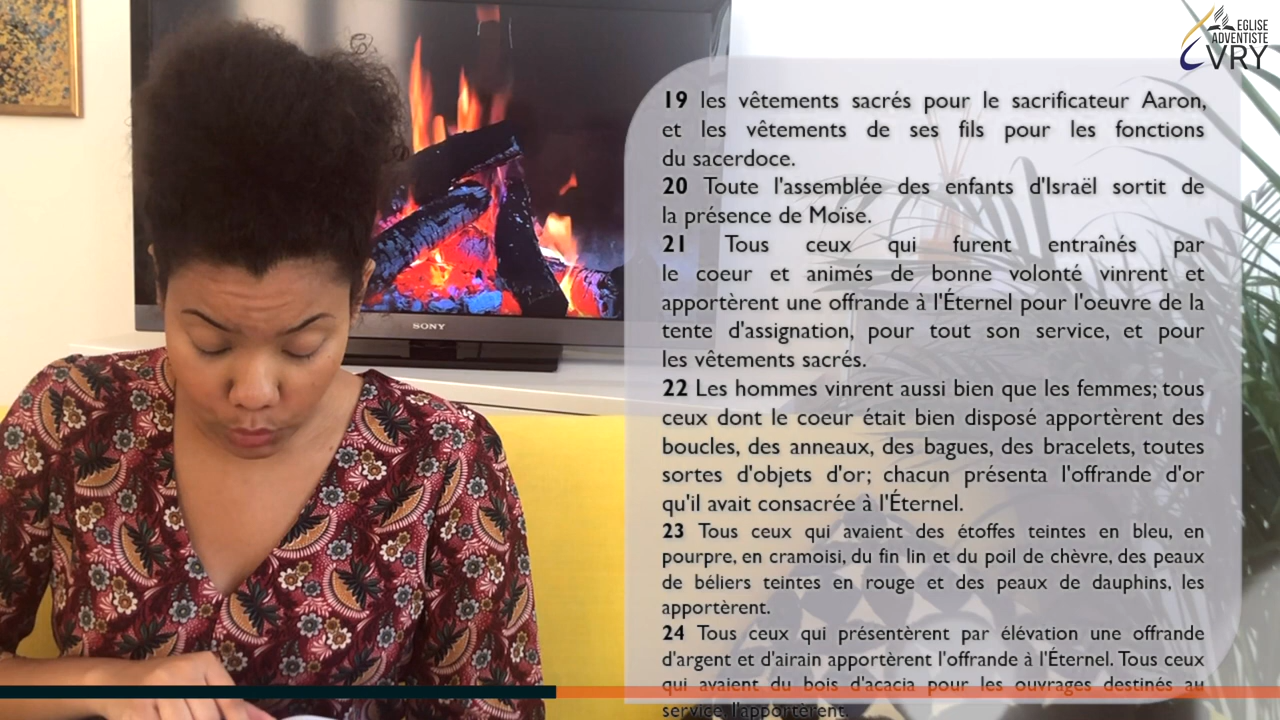 EGLISE
ADVENTISTE
VRY
19 les vêtements sacrés pour le sacrificateur Aaron,
et les vêtements de ses fils pour les fonctions
du sacerdoce.
20 Toute l'assemblée des enfants d'Israël sortit de
la présence de Moïse.
21 Tous ceux qui furent entraînés par
le coeur et animés de bonne volonté vinrent et
apportèrent une offrande à l'Éternel pour l'oeuvre de la
tente d'assignation, pour tout son service, et pour
les vêtements sacrés.
22 Les hommes vinrent aussi bien que les femmes; tous
ceux dont le coeur était bien disposé apportèrent des
boucles, des anneaux, des bagues, des bracelets, toutes
sortes d'objets d'or; chacun présenta l'offrande d'or
qu'il avait consacrée à l'Éternel.
23 Tous ceux qui avaient des étoffes teintes en bleu, en
pourpre, en cramoisi, du fin lin et du poil de chèvre, des peaux
de béliers teintes en rouge et des peaux de dauphins, les
apportèrent.
24 Tous ceux qui présentèrent par élévation une offrande
d'argent et d'airain apportèrent l'offrande à l'Éternel. Tous ceux
qui avaient du bois d'acacia pour les ouvrages destinés au
service, l'apportèrent.
SONY